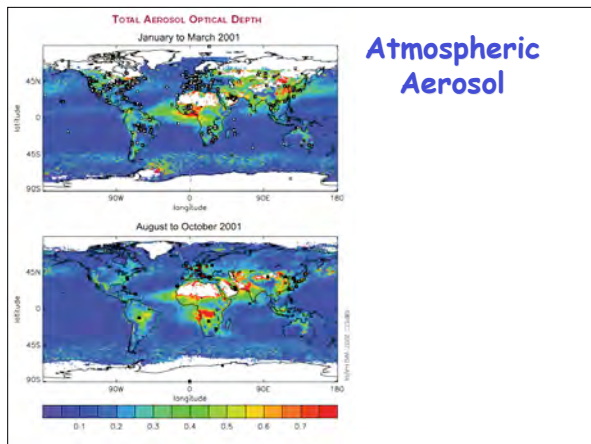 TOTAL AEROSOL OPTICAL DEPTH
January to March 2001
Atmospheric
Aerosol
45N
0
45S
90S
latitude
90W
0
90E
180
longitude
August to October 2001
45N
0
45S
90S
latitude
90W
0
90E
180
longitude
0.1
0.2
0.3
0.4
0.5
0.6
0.7